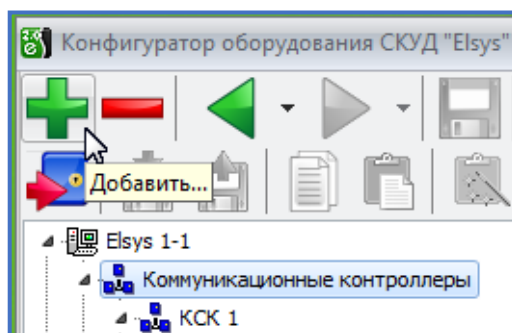 Конфигуратор оборудования СКУД "Elsys"
Добавить...
Elsys 1-1
Коммуникационные контроллеры
КСК 1